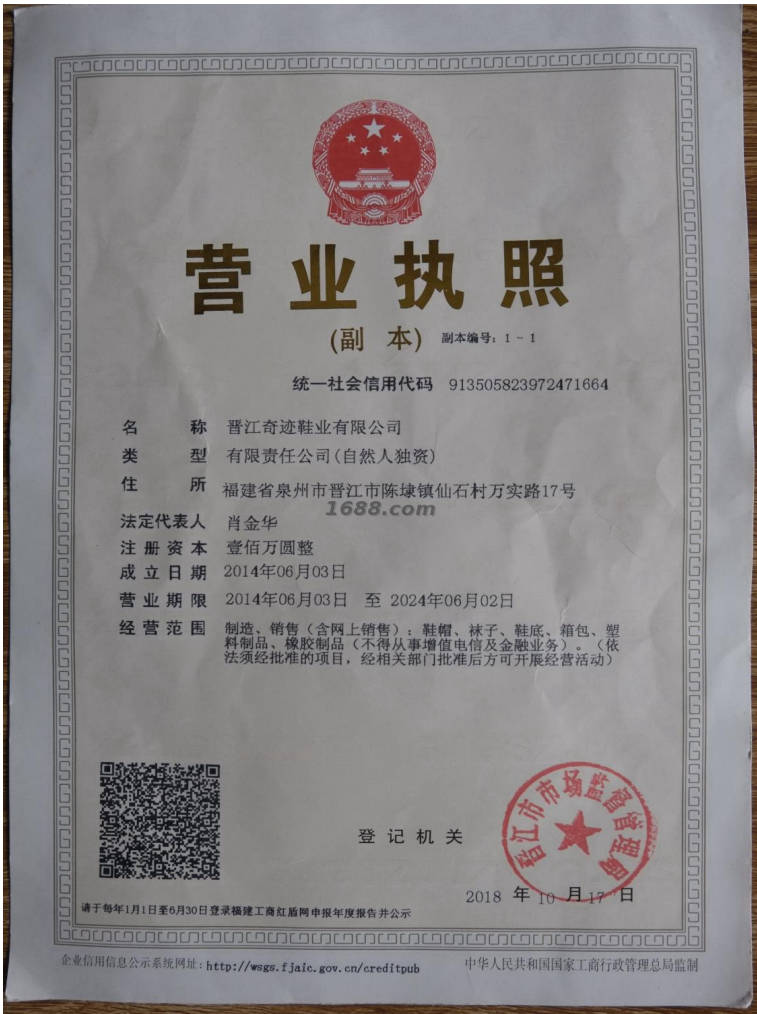 营业执照
(副 本) 副本编号：1－1
统一社会信用代码 913505823972471664
名称 晋江奇迹鞋业有限公司
类型 有限责任公司(自然人独资)
住所 福建省泉州市晋江市陈埭镇仙石村万实路17号
1688.com
法定代表人 肖金华
注册资本 壹佰万圆整
成立日期 2014年06月03日
营业期限 2014年06月03日 至 2024年06月02日
经营范围 制造、销售（含网上销售）：鞋帽、袜子、鞋底、箱包、塑
料制品、橡胶制品（不得从事增值电信及金融业务）。（依
法须经批准的项目，经相关部门批准后方可开展经营活动）
晋江市市场监督管理局
登记机关
2018 年 10 月 17 日
请于每年1月1日至6月30日登录福建工商红盾网申报年度报告并公示
企业信用信息公示系统网址：http://wsgs.fjaic.gov.cn/creditpub
中华人民共和国国家工商行政管理总局监制